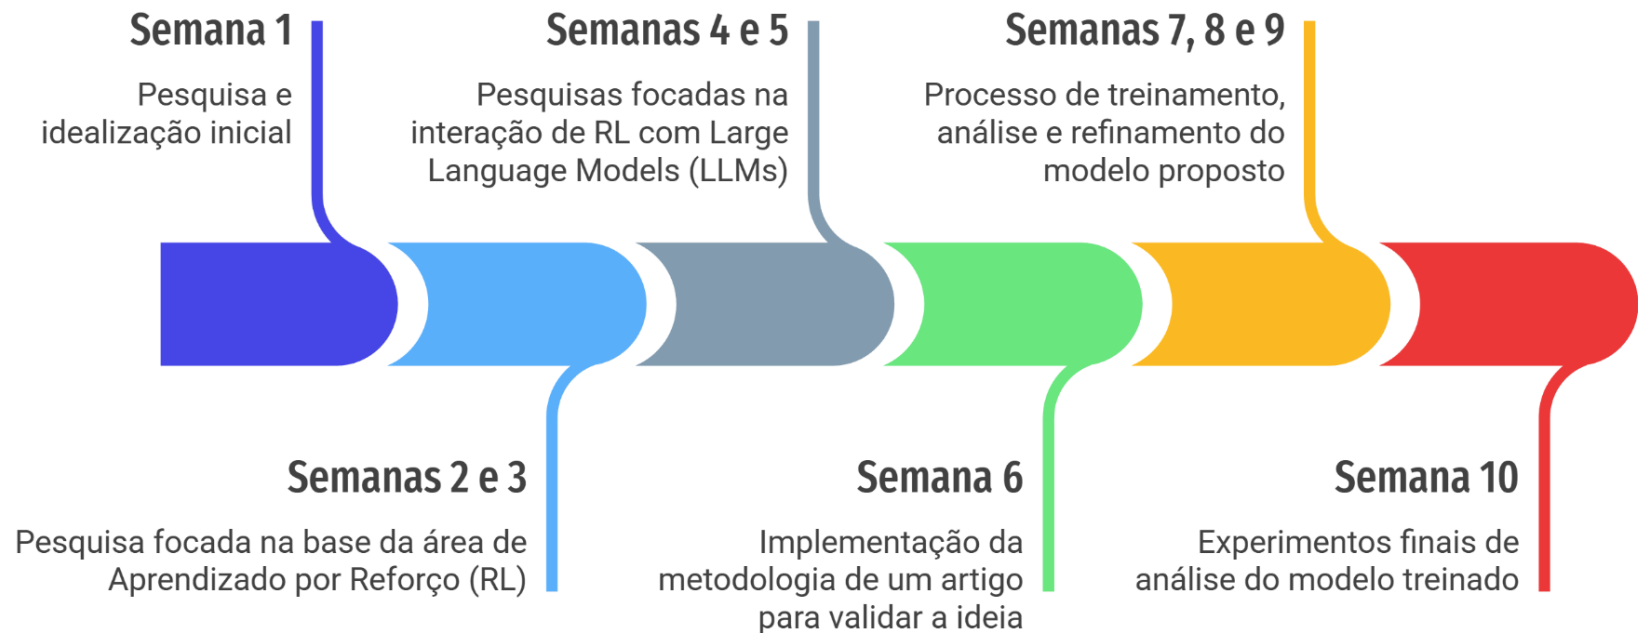 Semana 1
Pesquisa e
idealização inicial
Semanas 2 e 3
Pesquisa focada na base da área de
Aprendizado por Reforço (RL)
Semanas 4 e 5
Pesquisas focadas na
interação de RL com Large
Language Models (LLMs)
Semana 6
Implementação da
metodologia de um artigo
para validar a ideia
Semanas 7, 8 e 9
Processo de treinamento,
análise e refinamento do
modelo proposto
Semana 10
Experimentos finais de
análise do modelo treinado